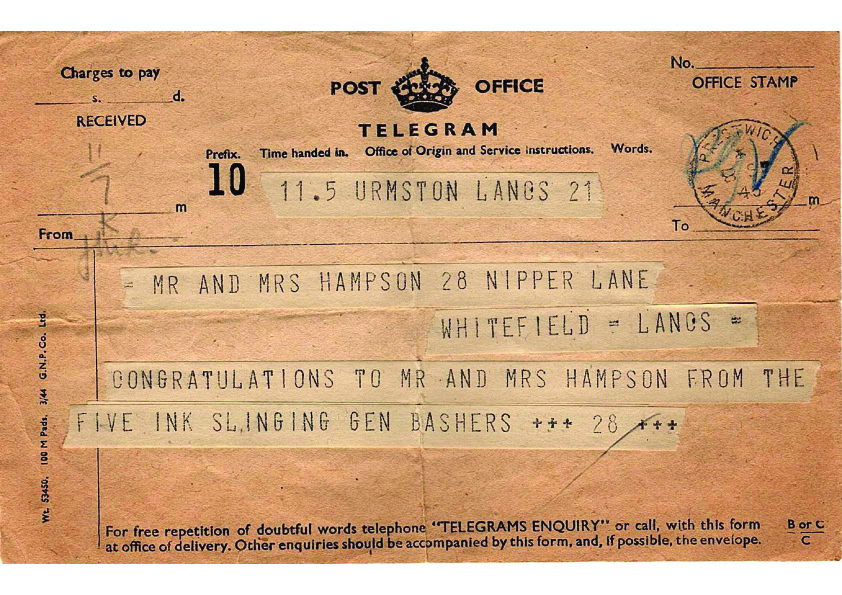 Charges to pay
s. d.
RECEIVED
POST OFFICE
TELEGRAM
No.
OFFICE STAMP
PRESTWICH
45
MANCHESTER
Prefix. Time handed in. Office of Origin and Service Instructions. Words.
10
11.5 URMSTON LANCS 21
11
7
K
m
From
To
m
= MR AND MRS HAMPSON 28 NIPPER LANE
WHITEFIELD = LANCS =
CONGRATULATIONS TO MR AND MRS HAMPSON FROM THE
FIVE INK SLINGING GEN BASHERS +++ 28 +++
Wt. 53450. 100 M Pads. 3/44 G.N.P.Co. Ltd.
For free repetition of doubtful words telephone "TELEGRAMS ENQUIRY" or call, with this form
at office of delivery. Other enquiries should be accompanied by this form, and, if possible, the envelope.
B or C
C